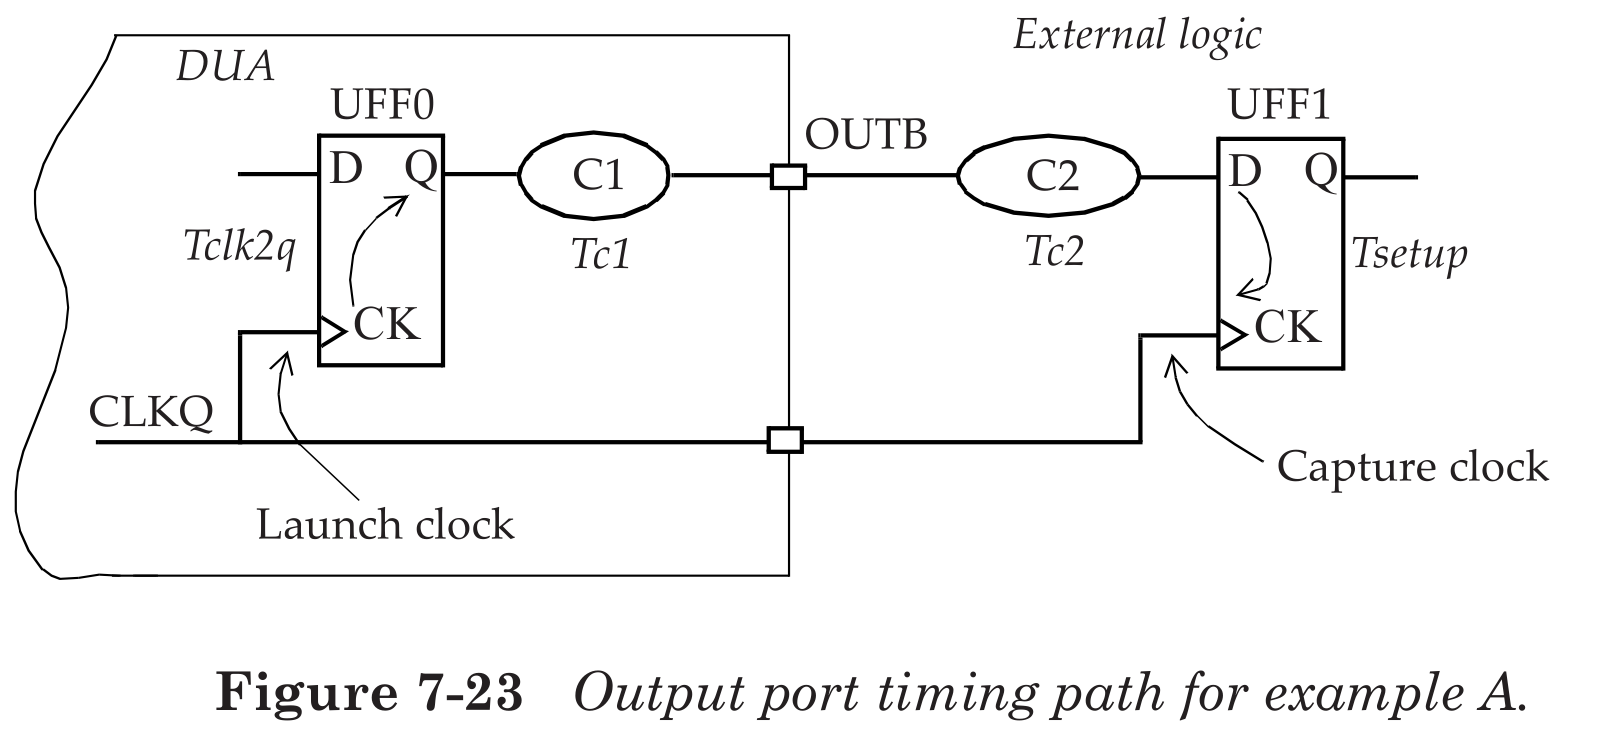 External logic
DUA
UFF0
UFF1
OUTB
D Q
C1
C2
D Q
Tclk2q
Tc1
Tc2
Tsetup
CK
CK
CLKQ
Capture clock
Launch clock
Figure 7-23 Output port timing path for example A.